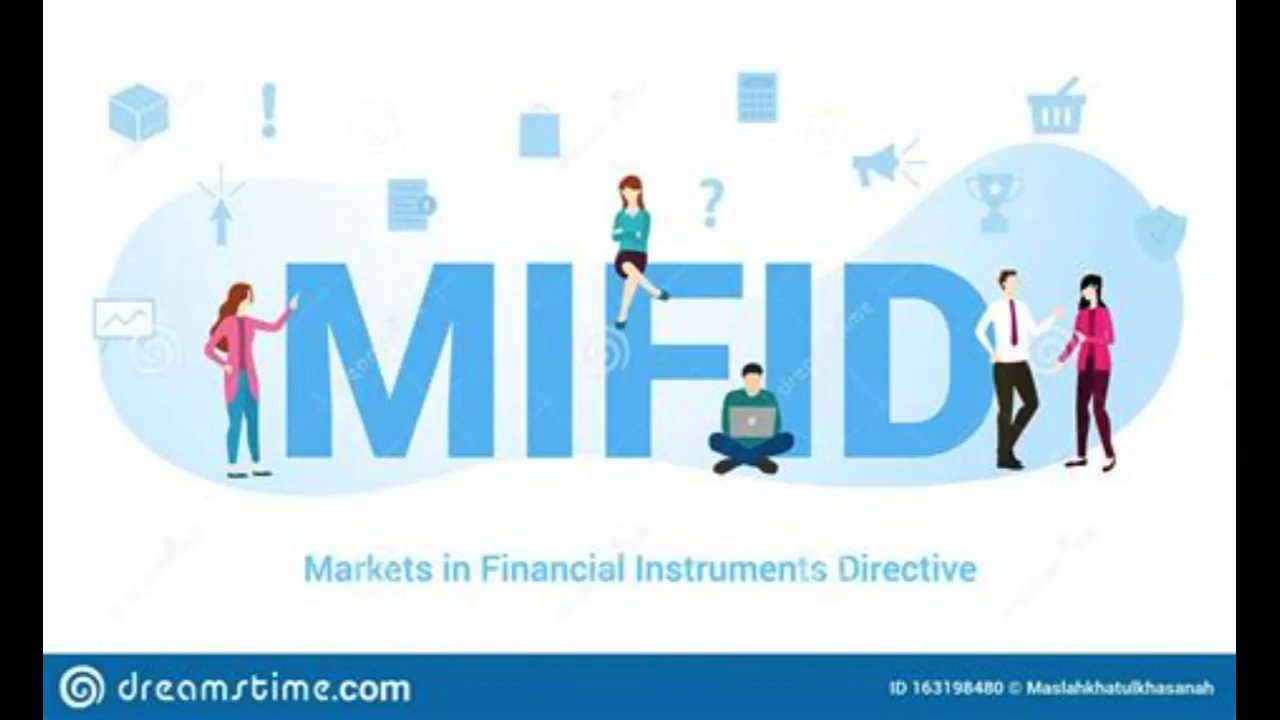 MIFID
Markets in Financial Instruments Directive
dreamstime.com
ID 163198480 © Maslahkhatulkhasanah